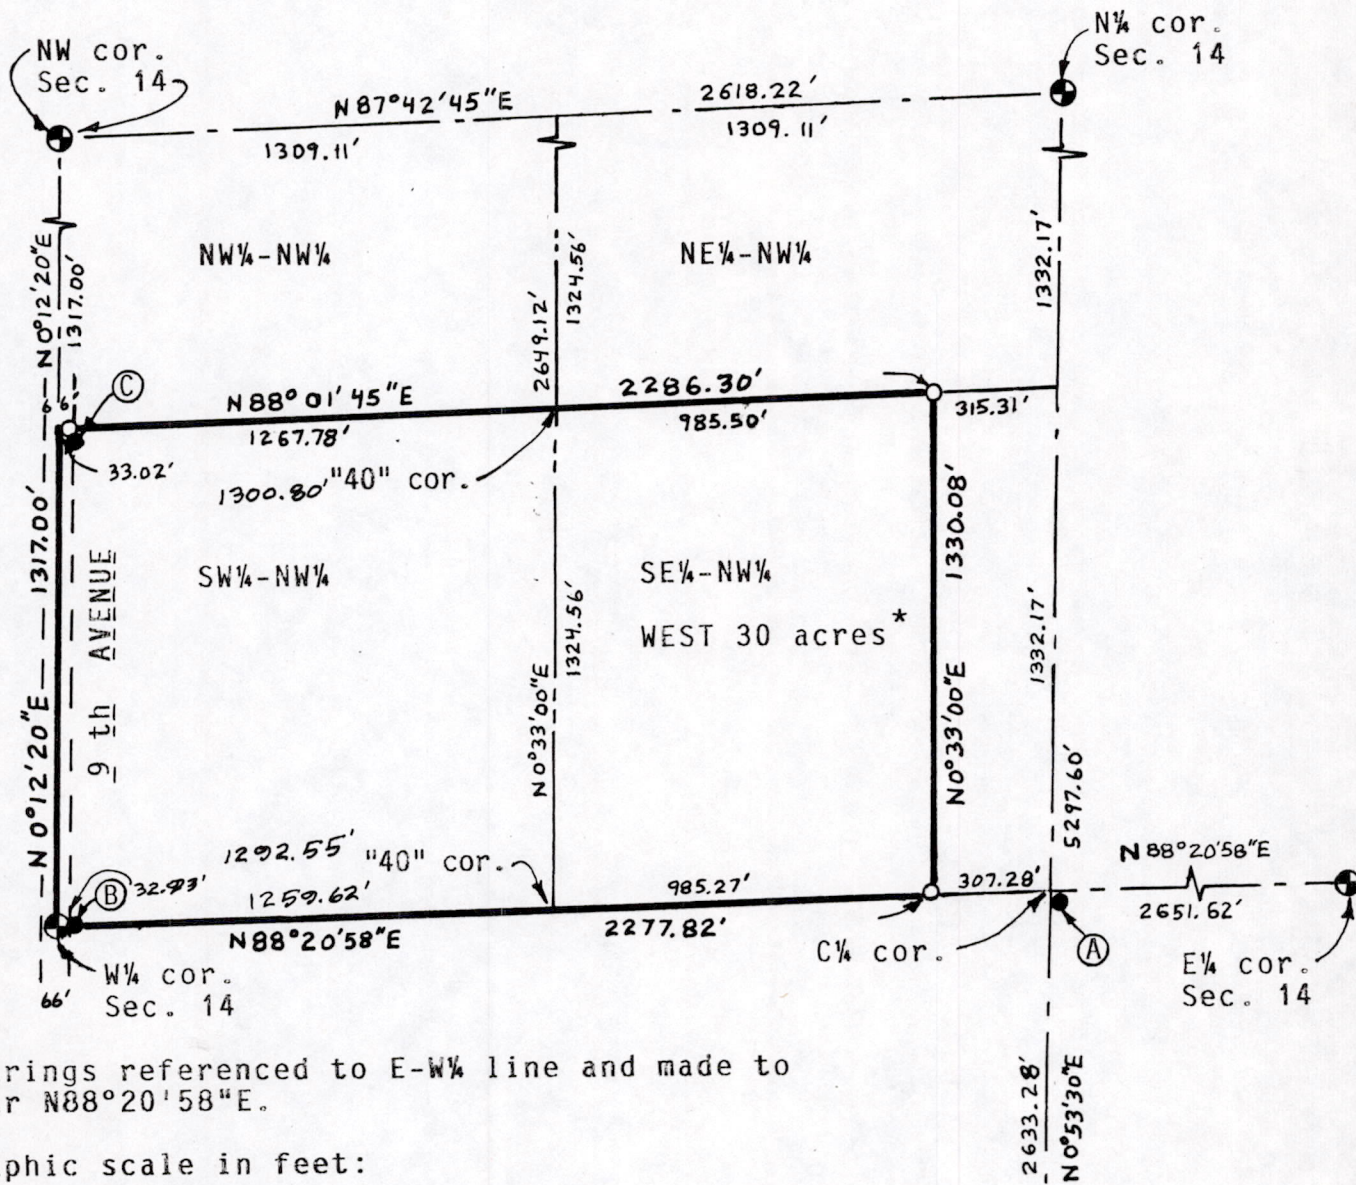 NW cor.
Sec. 14
N¼ cor.
Sec. 14
N87°42'45"E
2618.22'
1309.11'
1309.11'
NW¼-NW¼
NE¼-NW¼
N0°12'20"E
1317.00'
2649.12'
1324.56'
1332.17'
66'
C
N88°01'45"E
2286.30'
1267.78'
985.50'
315.31'
33.02'
1300.80'
"40" cor.
N0°12'20"E
1317.00'
9 th AVENUE
SW¼-NW¼
SE¼-NW¼
WEST 30 acres*
N0°33'00"E
1324.56'
1330.08'
N0°33'00"E
1332.17'
5297.60'
1292.55'
"40" cor.
B
32.93'
1259.62'
985.27'
307.28'
N88°20'58"E
2651.62'
N88°20'58"E
2277.82'
C¼ cor.
A
W¼ cor.
Sec. 14
66'
E¼ cor.
Sec. 14
2633.28'
N0°53'30"E
rings referenced to E-W¼ line and made to
r N88°20'58"E.
phic scale in feet: